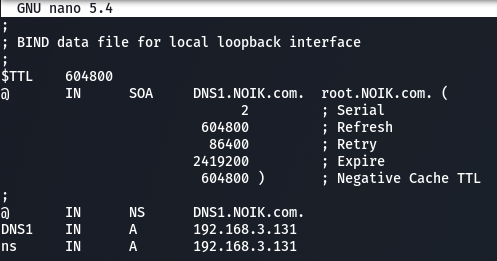 GNU nano 5.4
;
; BIND data file for local loopback interface
;
$TTL    604800
@       IN      SOA     DNS1.NOIK.com.  root.NOIK.com. (
                              2         ; Serial
                         604800         ; Refresh
                          86400         ; Retry
                        2419200         ; Expire
                         604800 )       ; Negative Cache TTL
;
@       IN      NS      DNS1.NOIK.com.
DNS1    IN      A       192.168.3.131
ns      IN      A       192.168.3.131